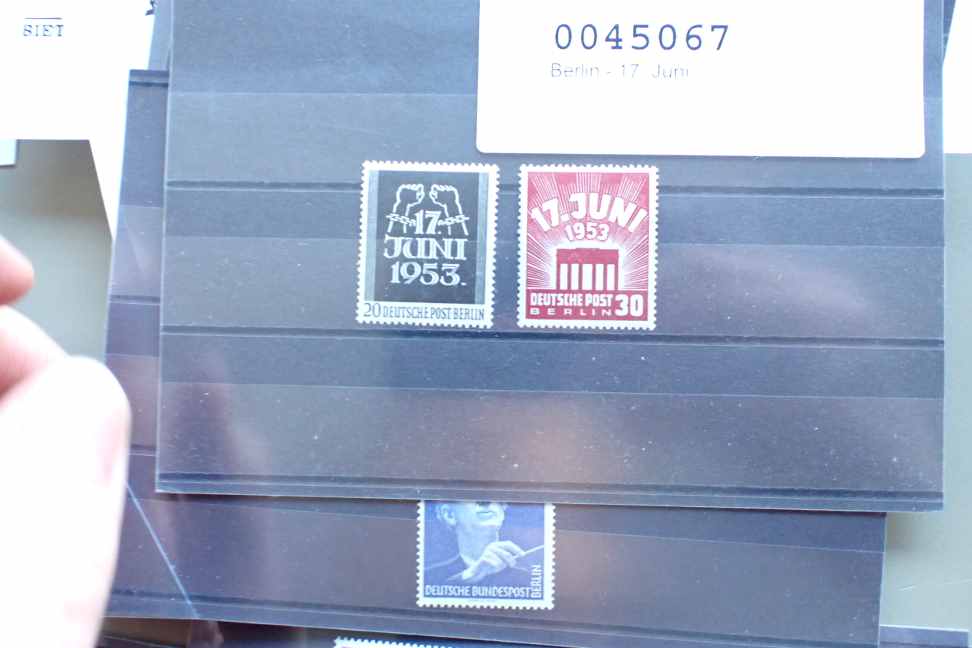 SIET
0045067
Berlin - 17. Juni
17.
JUNI
1953.
20 DEUTSCHE POST BERLIN
17. JUNI
1953
DEUTSCHE POST
BERLIN 30
DEUTSCHE BUNDESPOST
BERLIN